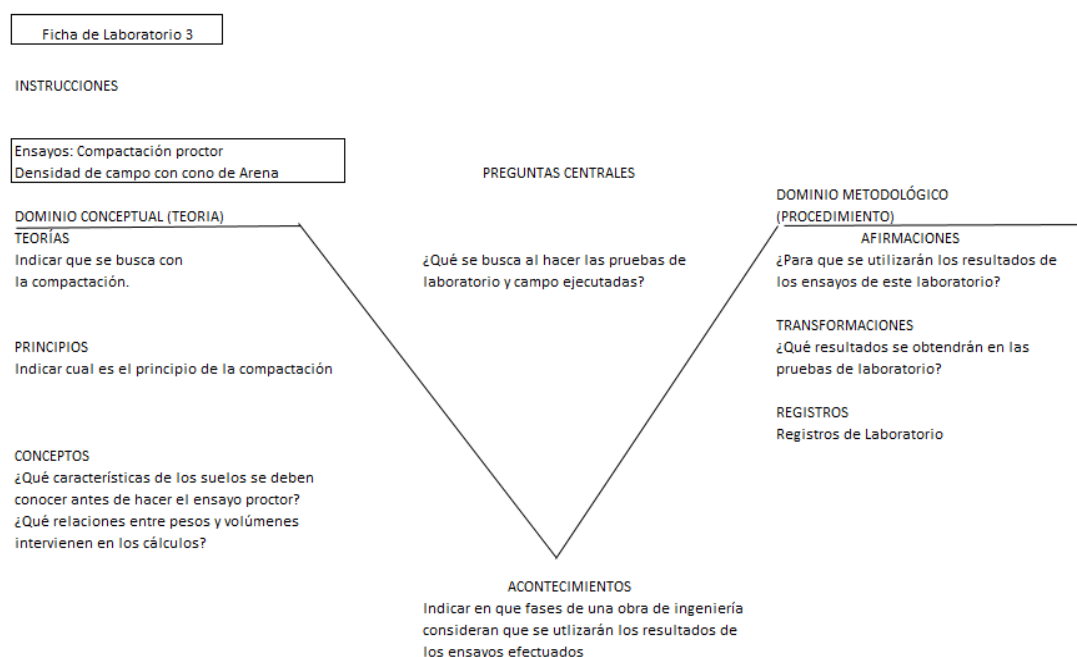 Ficha de Laboratorio 3
INSTRUCCIONES
Ensayos: Compactación proctor
Densidad de campo con cono de Arena
PREGUNTAS CENTRALES
DOMINIO CONCEPTUAL (TEORIA)
TEORÍAS
Indicar que se busca con
la compactación.
PRINCIPIOS
Indicar cual es el principio de la compactación
CONCEPTOS
¿Qué características de los suelos se deben
conocer antes de hacer el ensayo proctor?
¿Qué relaciones entre pesos y volúmenes
intervienen en los cálculos?
¿Qué se busca al hacer las pruebas de
laboratorio y campo ejecutadas?
DOMINIO METODOLÓGICO
(PROCEDIMIENTO)
AFIRMACIONES
¿Para que se utilizarán los resultados de
los ensayos de este laboratorio?
TRANSFORMACIONES
¿Qué resultados se obtendrán en las
pruebas de laboratorio?
REGISTROS
Registros de Laboratorio
ACONTECIMIENTOS
Indicar en que fases de una obra de ingeniería
consideran que se utlizarán los resultados de
los ensayos efectuados